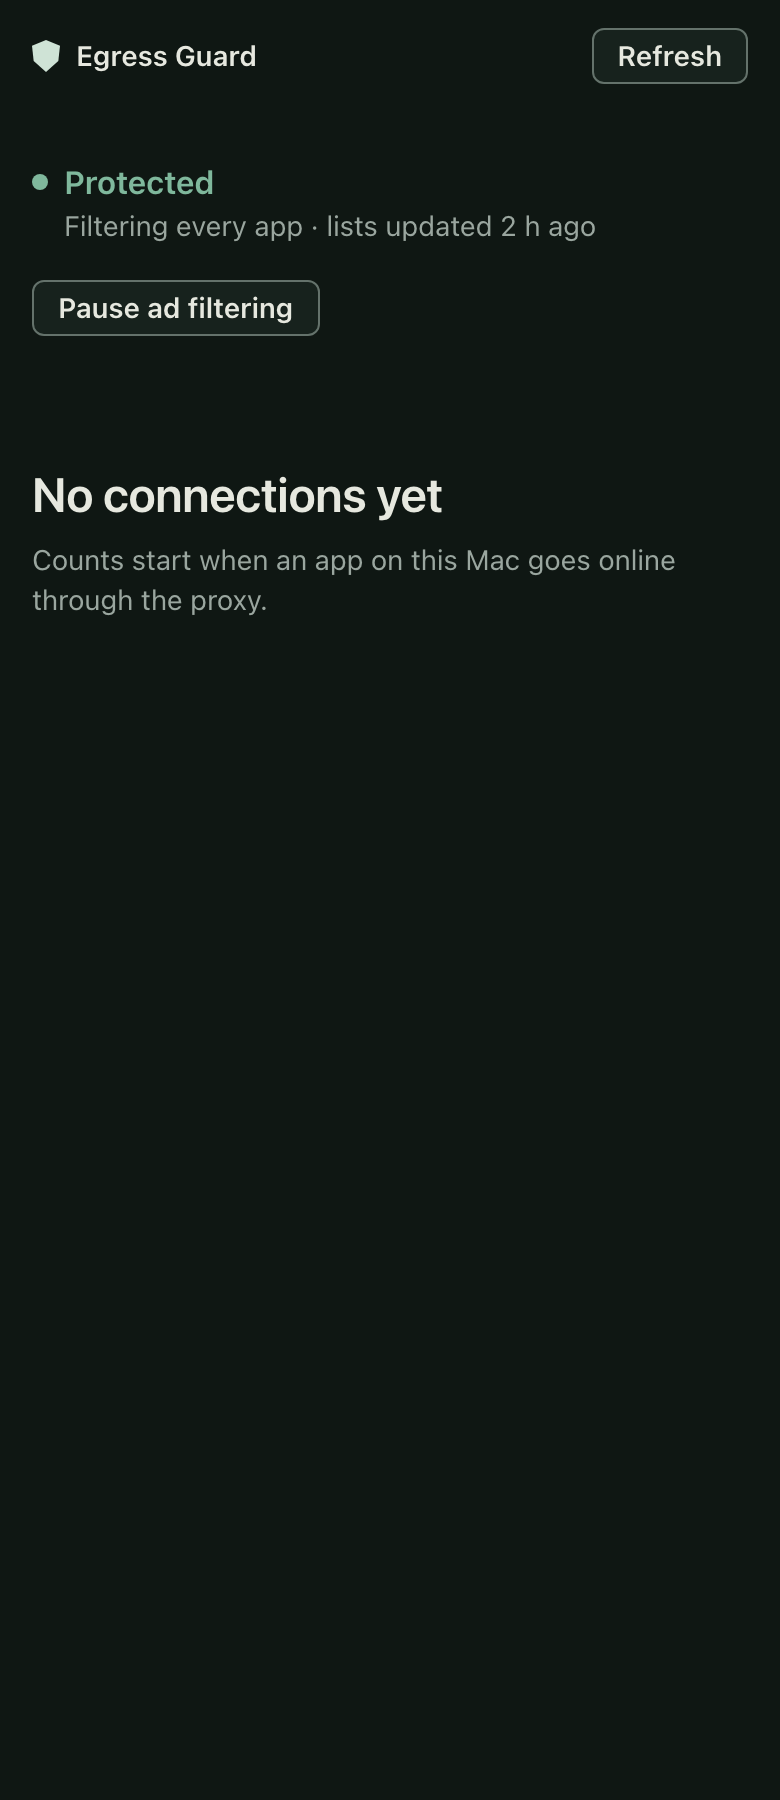 Egress Guard
Refresh
Protected
Filtering every app · lists updated 2 h ago
Pause ad filtering
No connections yet
Counts start when an app on this Mac goes online
through the proxy.